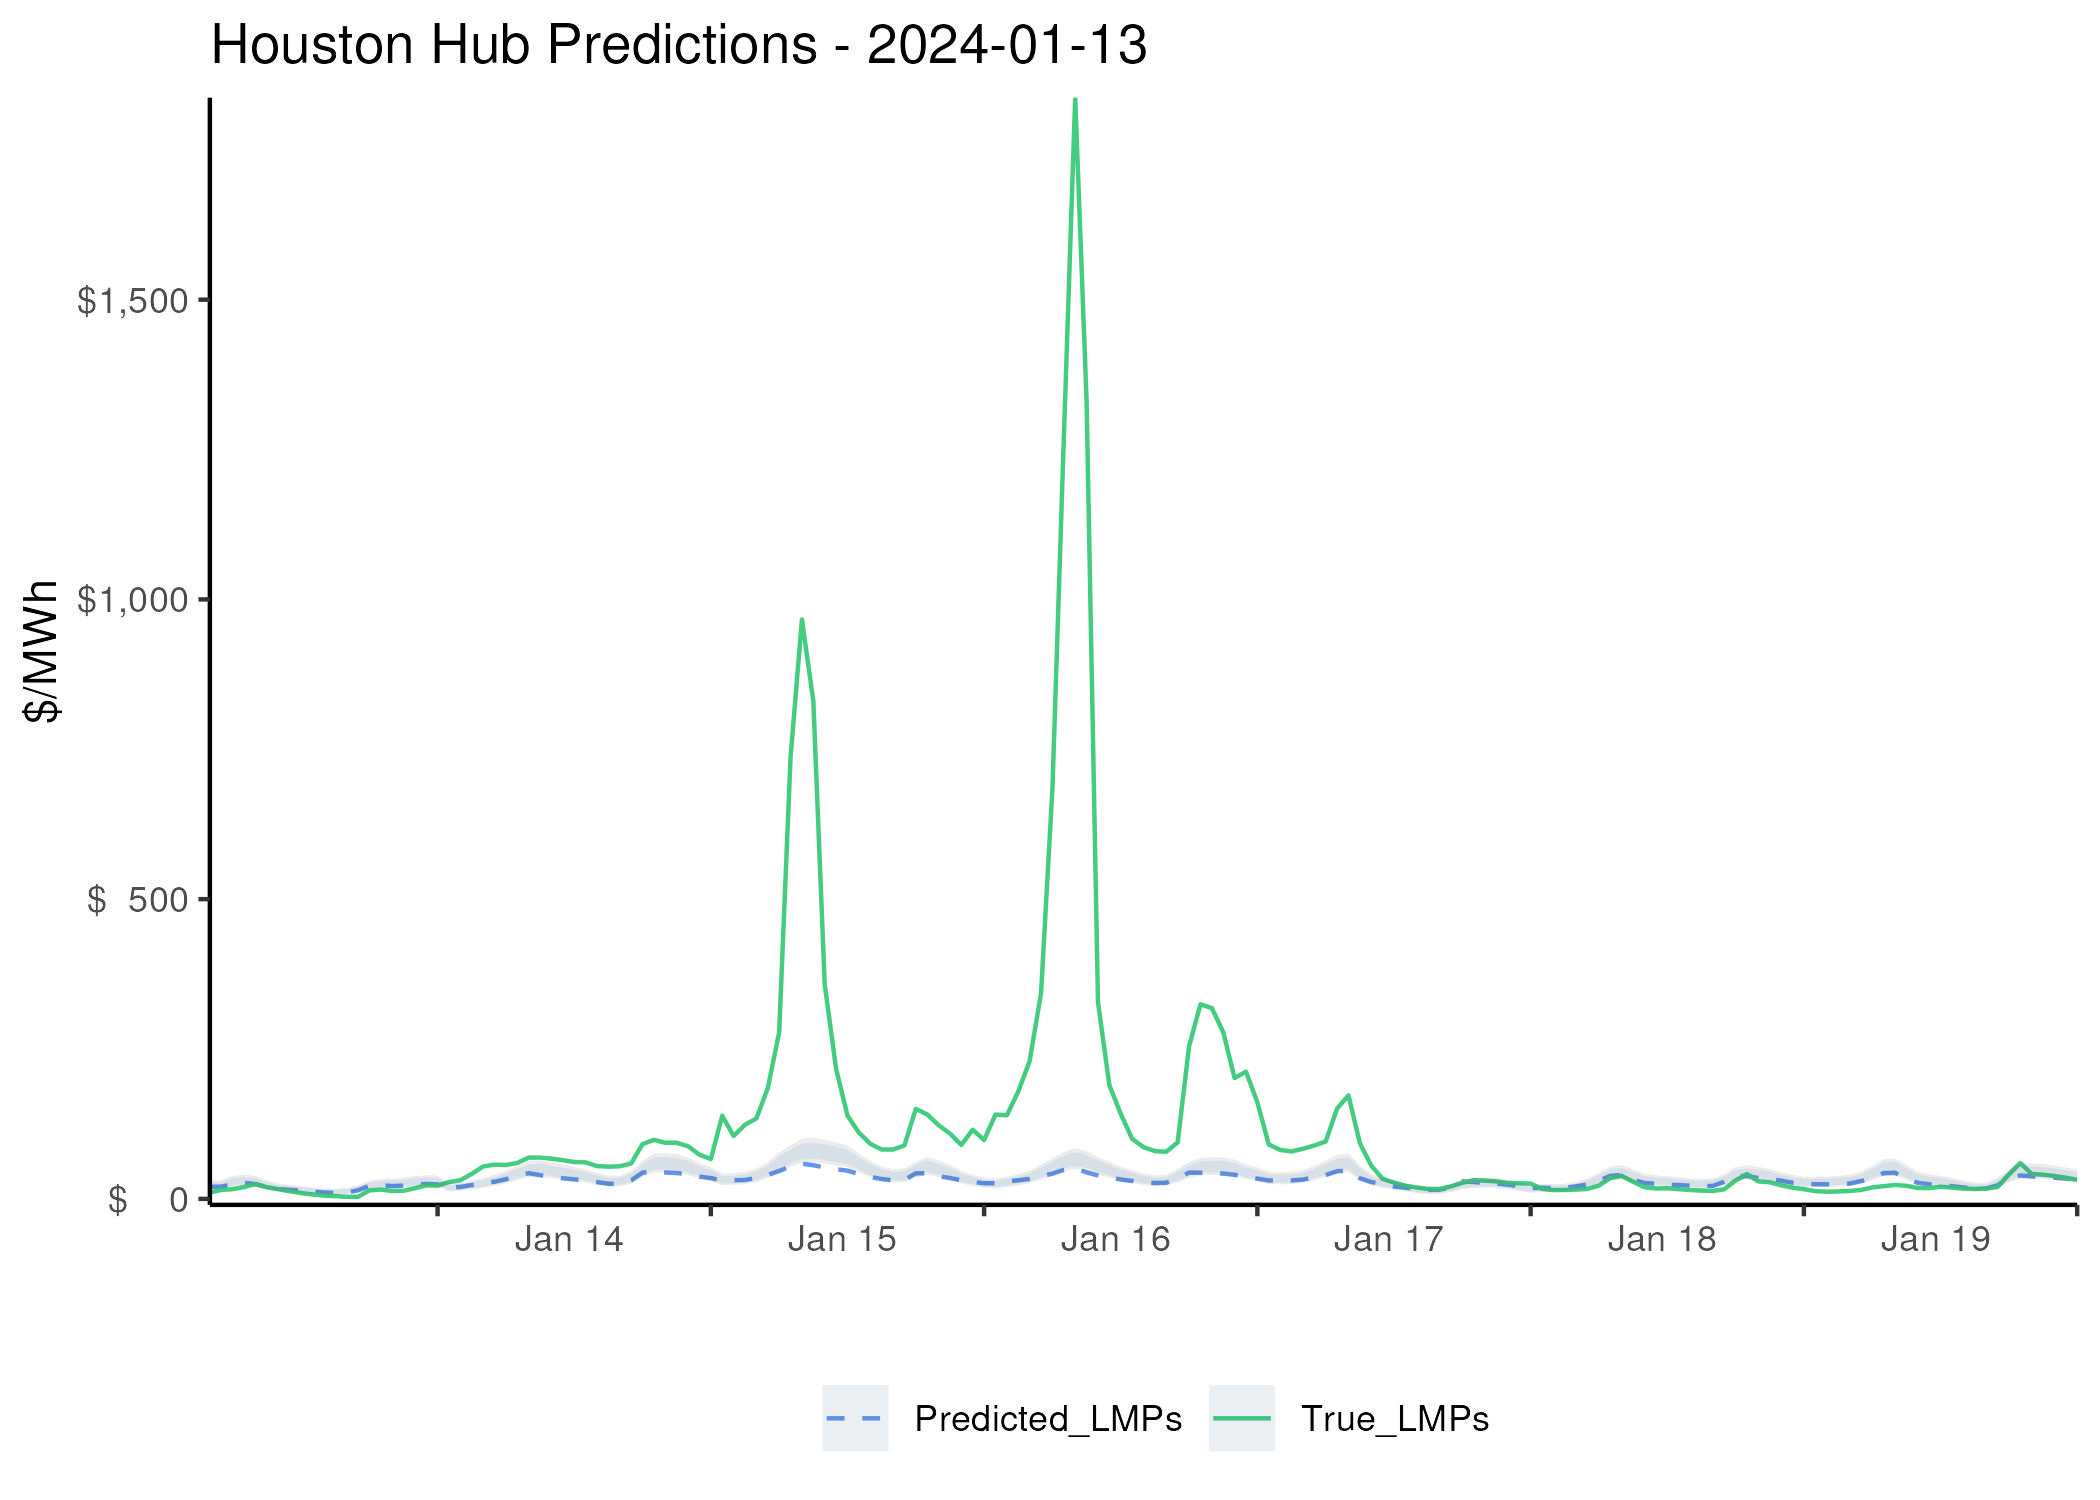 Houston Hub Predictions - 2024-01-13
$/MWh
$1,500
$1,000
$ 500
$ 0
Jan 14 Jan 15 Jan 16 Jan 17 Jan 18 Jan 19
Predicted_LMPs True_LMPs